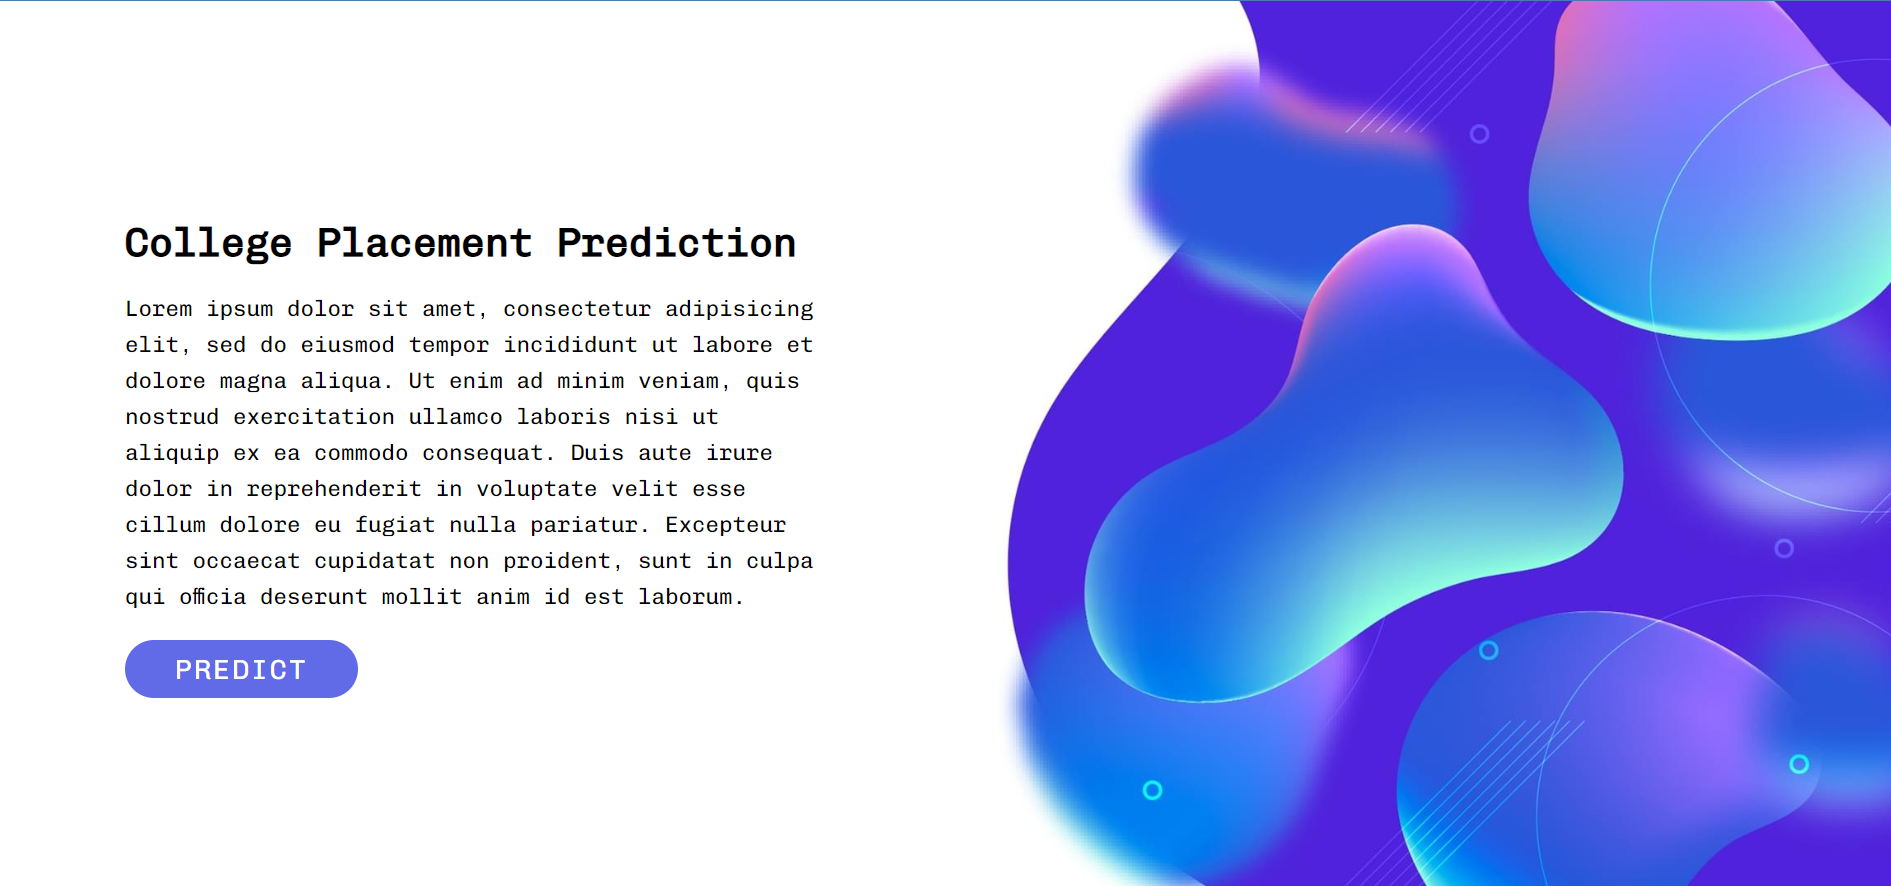 College Placement Prediction
Lorem ipsum dolor sit amet, consectetur adipisicing
elit, sed do eiusmod tempor incididunt ut labore et
dolore magna aliqua. Ut enim ad minim veniam, quis
nostrud exercitation ullamco laboris nisi ut
aliquip ex ea commodo consequat. Duis aute irure
dolor in reprehenderit in voluptate velit esse
cillum dolore eu fugiat nulla pariatur. Excepteur
sint occaecat cupidatat non proident, sunt in culpa
qui officia deserunt mollit anim id est laborum.
PREDICT